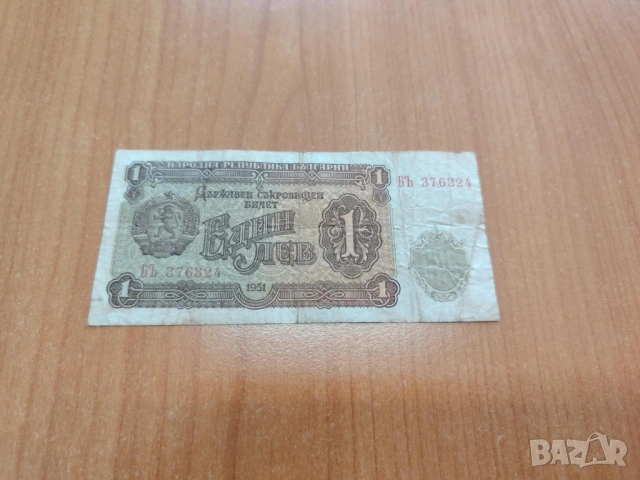 1 НАРОДНА РЕПУБЛИКА БЪЛГАРИЯ 1
БЪ 376324
ДЪРЖАВЕН СЪКРОВИЩЕН
БИЛЕТ
ЕДИН
ЛЕВ
1
БЪ 376324
1 1951 1
BAZAR